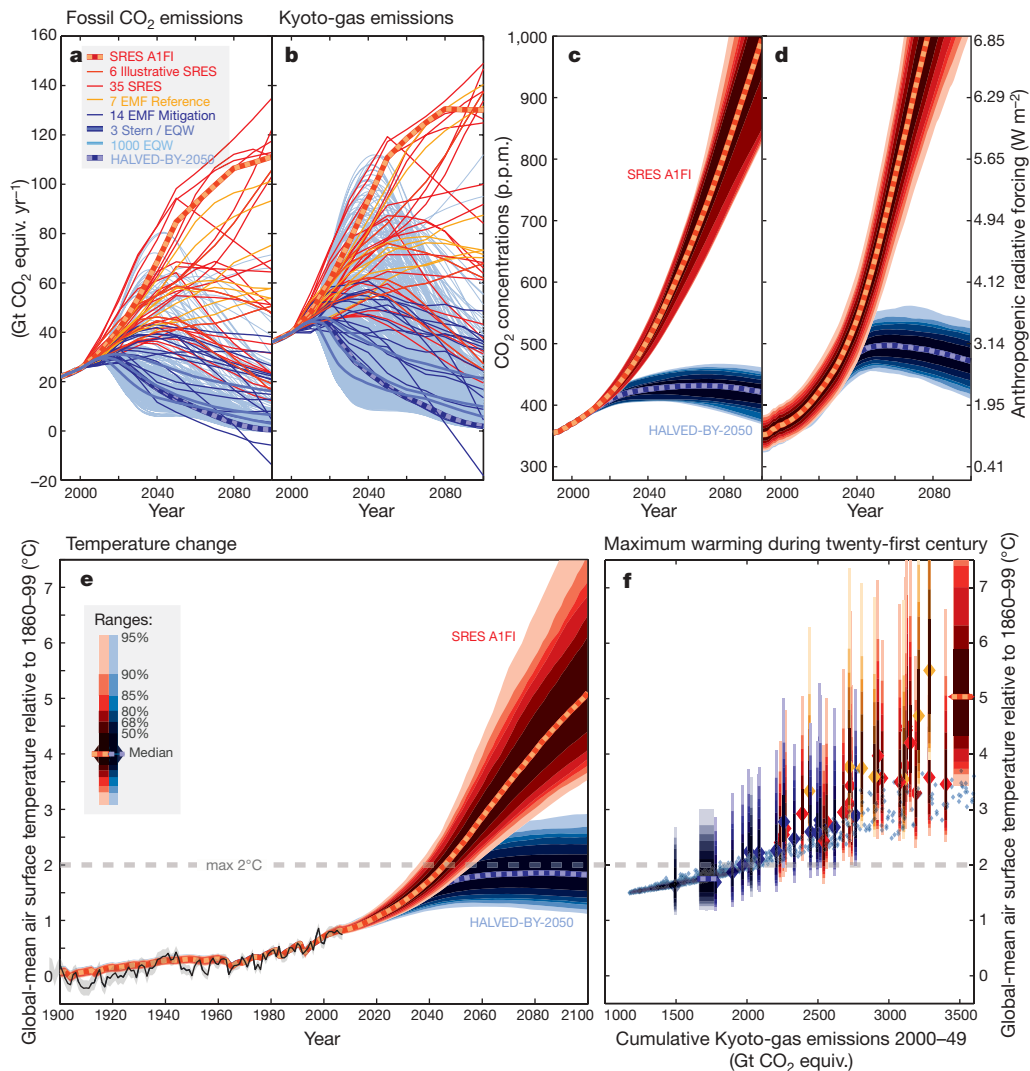 Fossil CO2 emissions
Kyoto-gas emissions
160
140
120
100
80
60
40
20
0
−20
(Gt CO2 equiv. yr−1)
a
SRES A1FI
6 Illustrative SRES
35 SRES
7 EMF Reference
14 EMF Mitigation
3 Stern / EQW
1000 EQW
HALVED-BY-2050
b
2000 2040 2080
Year
2000 2040 2080
Year
1,000
900
800
700
600
500
400
300
CO2 concentrations (p.p.m.)
c
SRES A1FI
HALVED-BY-2050
d
6.85
6.29
5.65
4.94
4.12
3.14
1.95
0.41
Anthropogenic radiative forcing (W m−2)
2000 2040 2080
Year
2000 2040 2080
Year
Temperature change
Global-mean air surface temperature relative to 1860–99 (°C)
7
6
5
4
3
2
1
0
e
Ranges:
95%
90%
85%
80%
68%
50%
Median
SRES A1FI
max 2°C
HALVED-BY-2050
1900 1920 1940 1960 1980 2000 2020 2040 2060 2080 2100
Year
Maximum warming during twenty-first century
f
7
6
5
4
3
2
1
0
Global-mean air surface temperature relative to 1860–99 (°C)
1000 1500 2000 2500 3000 3500
Cumulative Kyoto-gas emissions 2000–49
(Gt CO2 equiv.)